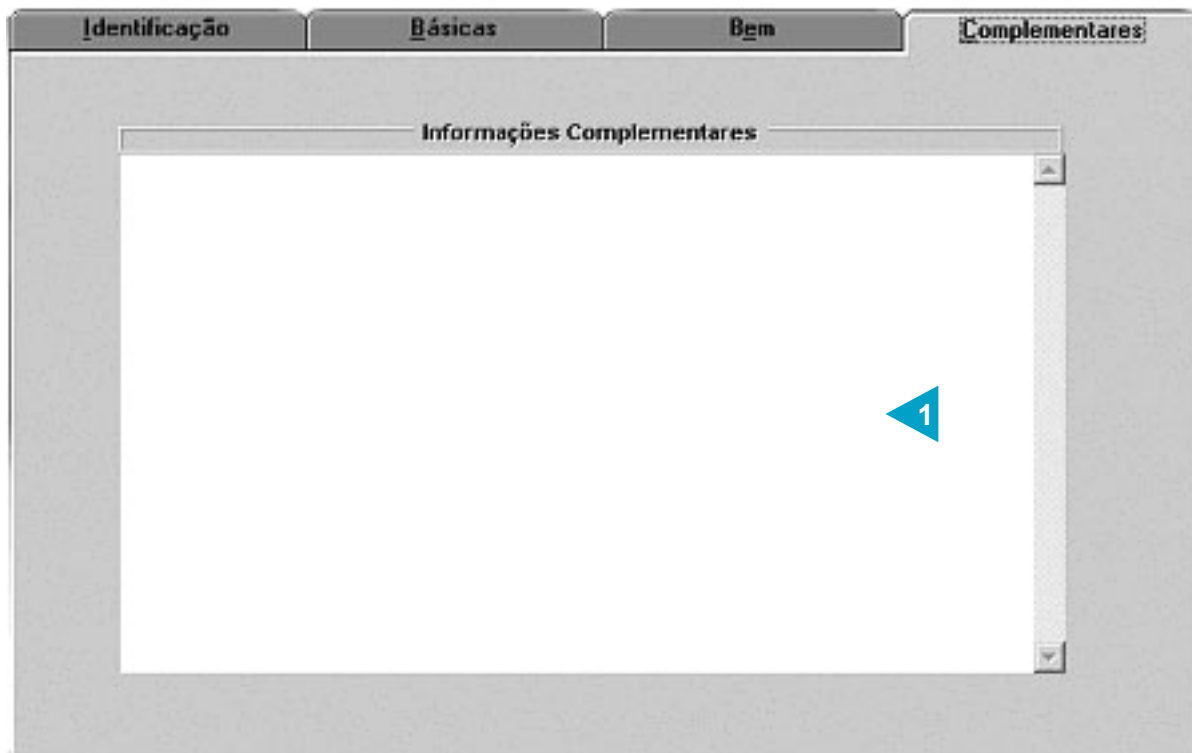 Identificação Básicas Bem Complementares
Informações Complementares
1